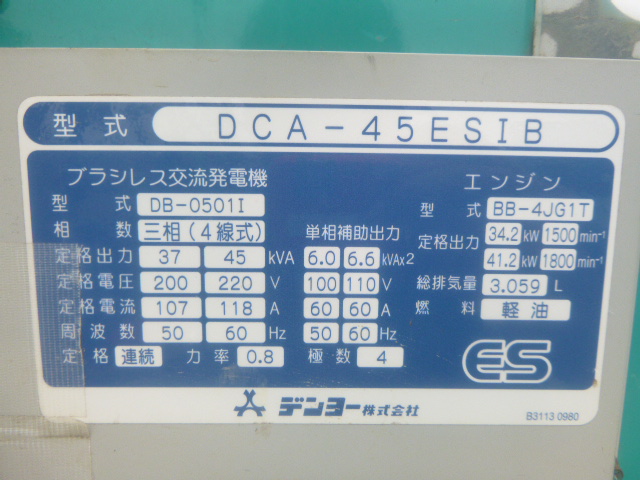 型式 DCA-45ESIB
ブラシレス交流発電機 エンジン
型式 DB-0501I 型式 BB-4JG1T
相数 三相(4線式) 単相補助出力 定格出力 34.2 kW 1500 min⁻¹
定格出力 37 45 kVA 6.0 6.6 kVAx2 41.2 kW 1800 min⁻¹
定格電圧 200 220 V 100 110 V 総排気量 3.059 L
定格電流 107 118 A 60 60 A 燃料 軽油
周波数 50 60 Hz 50 60 Hz
定格 連続 力率 0.8 極数 4 ES
デンヨー株式会社
B3113 0980